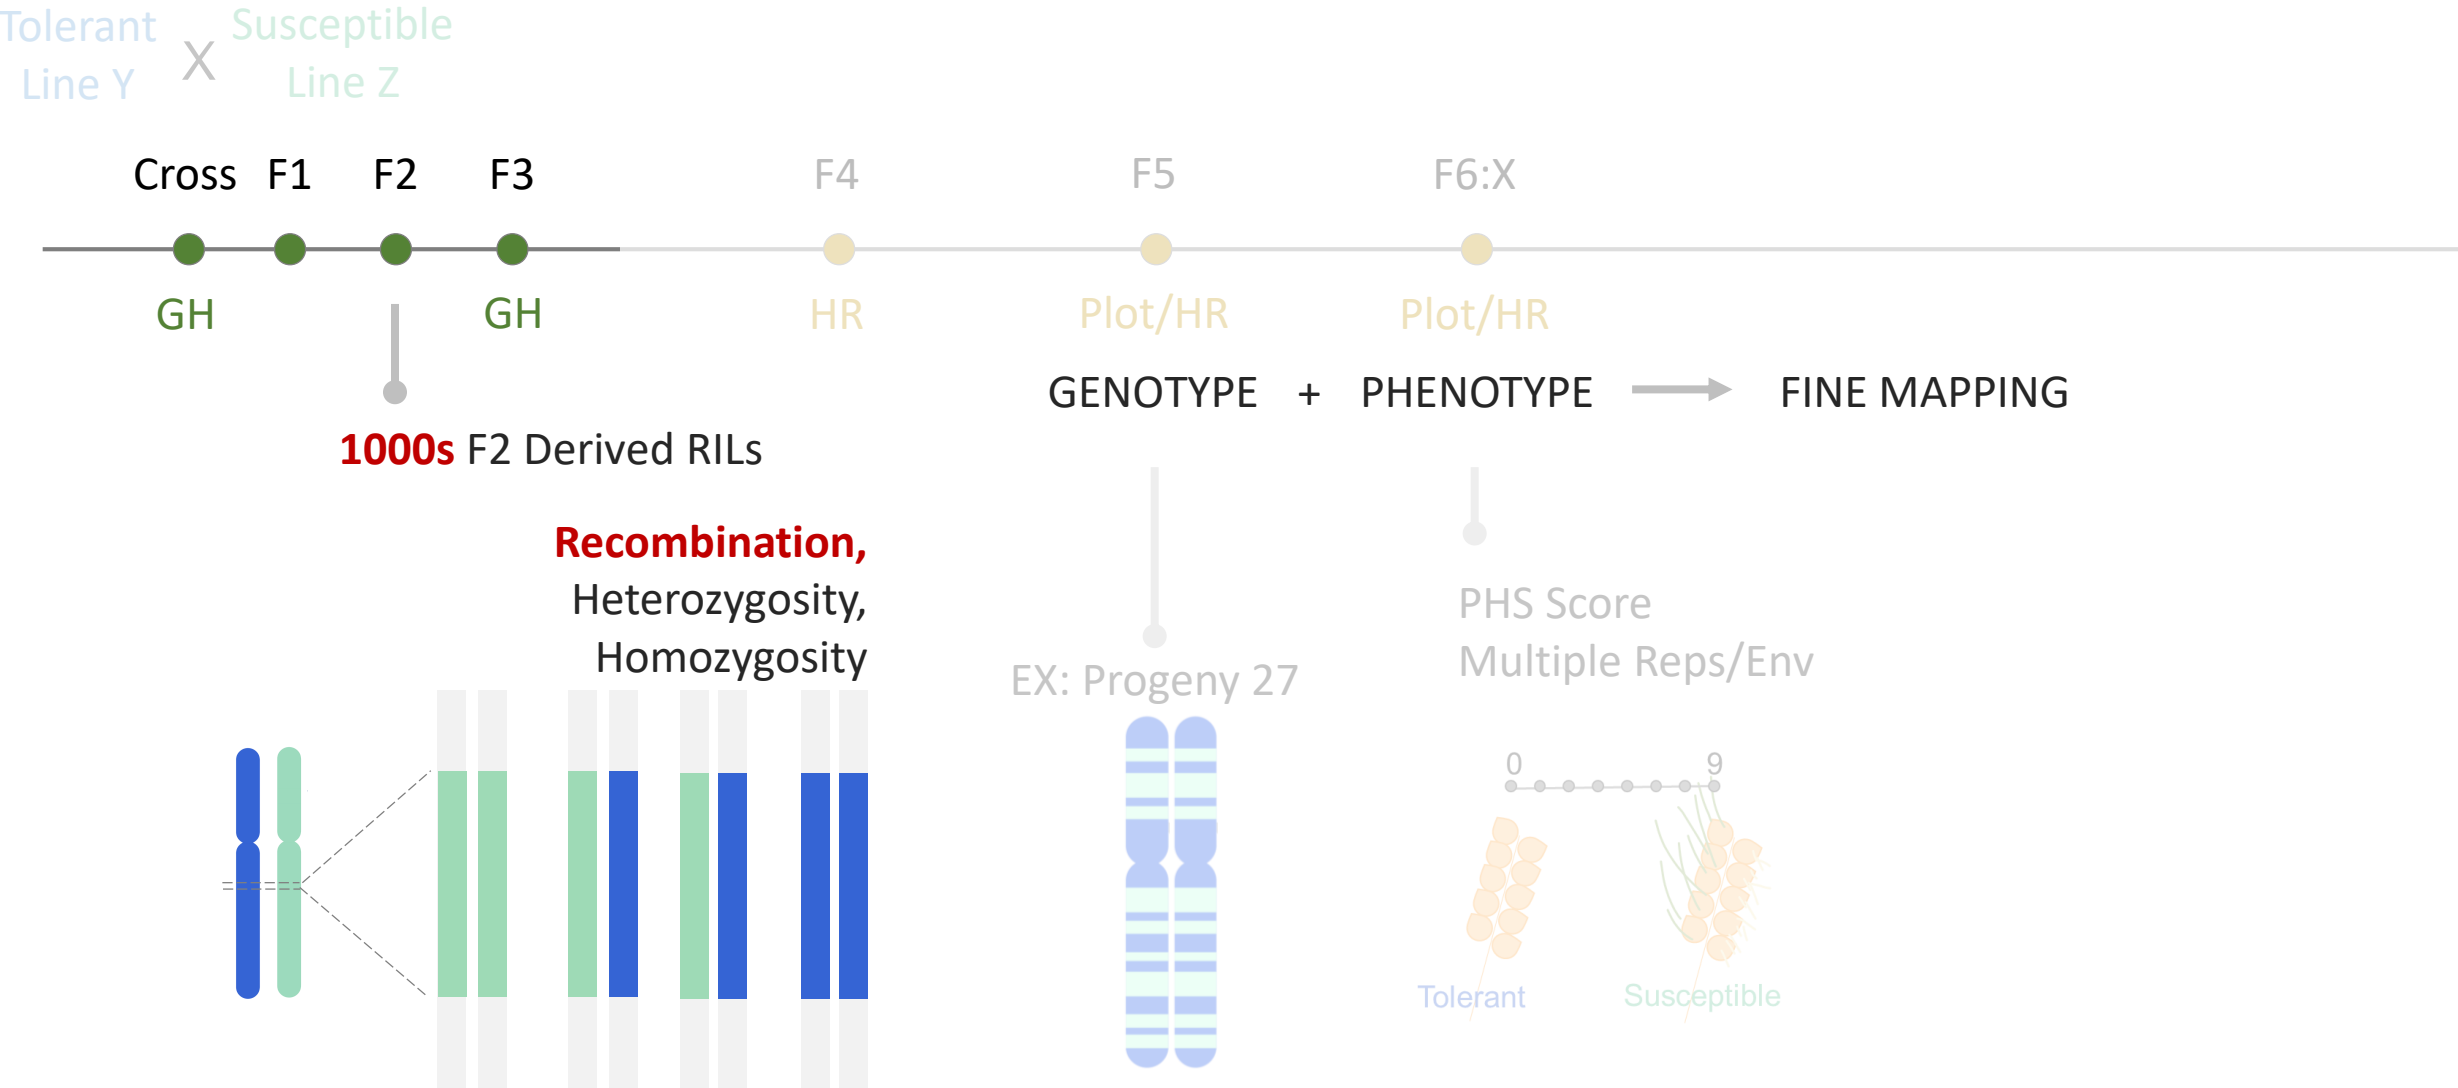 Tolerant
Line Y
X
Susceptible
Line Z
Cross F1 F2 F3 F4 F5 F6:X
GH GH HR Plot/HR Plot/HR
GENOTYPE + PHENOTYPE FINE MAPPING
1000s F2 Derived RILs
Recombination,
Heterozygosity,
Homozygosity
EX: Progeny 27
PHS Score
Multiple Reps/Env
0 9
Tolerant Susceptible